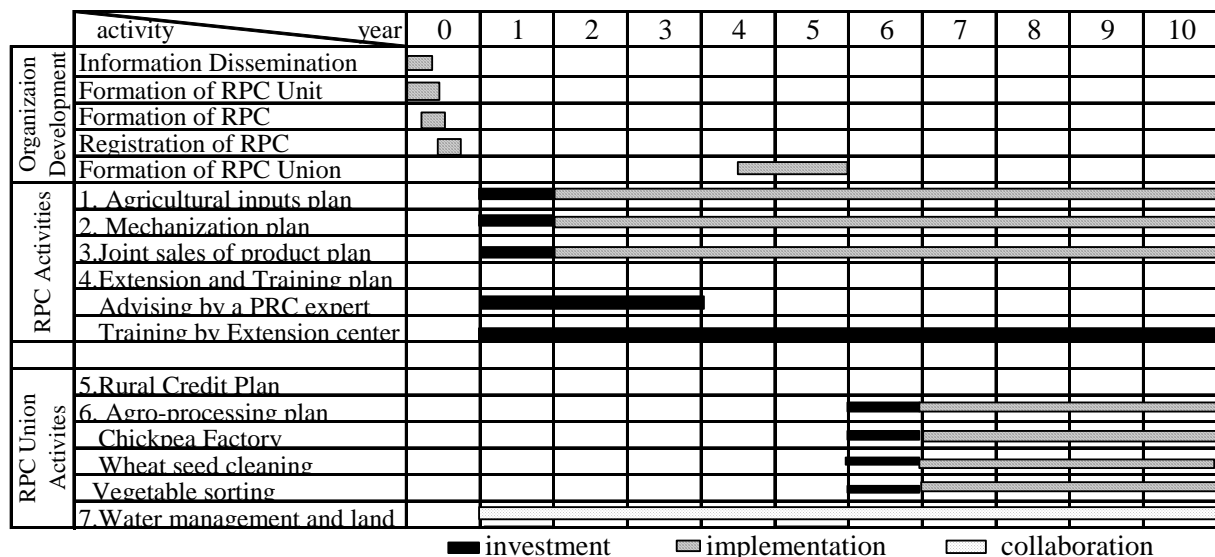 activity year 0 1 2 3 4 5 6 7 8 9 10
Organizaion
Development
Information Dissemination
Formation of RPC Unit
Formation of RPC
Registration of RPC
Formation of RPC Union
RPC Activities
1. Agricultural inputs plan
2. Mechanization plan
3.Joint sales of product plan
4.Extension and Training plan
Advising by a PRC expert
Training by Extension center
RPC Union
Activites
5.Rural Credit Plan
6. Agro-processing plan
Chickpea Factory
Wheat seed cleaning
Vegetable sorting
7.Water management and land
investment implementation collaboration